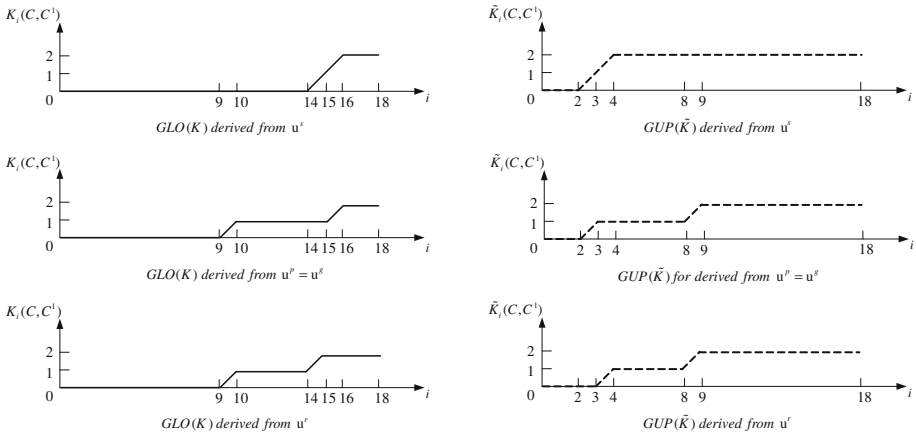 K_i(C,C^1)
2
1
0
9 10 14 15 16 18 i
GLO(K) derived from u^s
K̃_i(C,C^1)
2
1
0
2 3 4 8 9 18 i
GUP(K̃) derived from u^s
K_i(C,C^1)
2
1
0
9 10 14 15 16 18 i
GLO(K) derived from u^p = u^g
K̃_i(C,C^1)
2
1
0
2 3 4 8 9 18 i
GUP(K̃) for derived from u^p = u^g
K_i(C,C^1)
2
1
0
9 10 14 15 16 18 i
GLO(K) derived from u^r
K̃_i(C,C^1)
2
1
0
2 3 4 8 9 18 i
GUP(K̃) derived from u^r